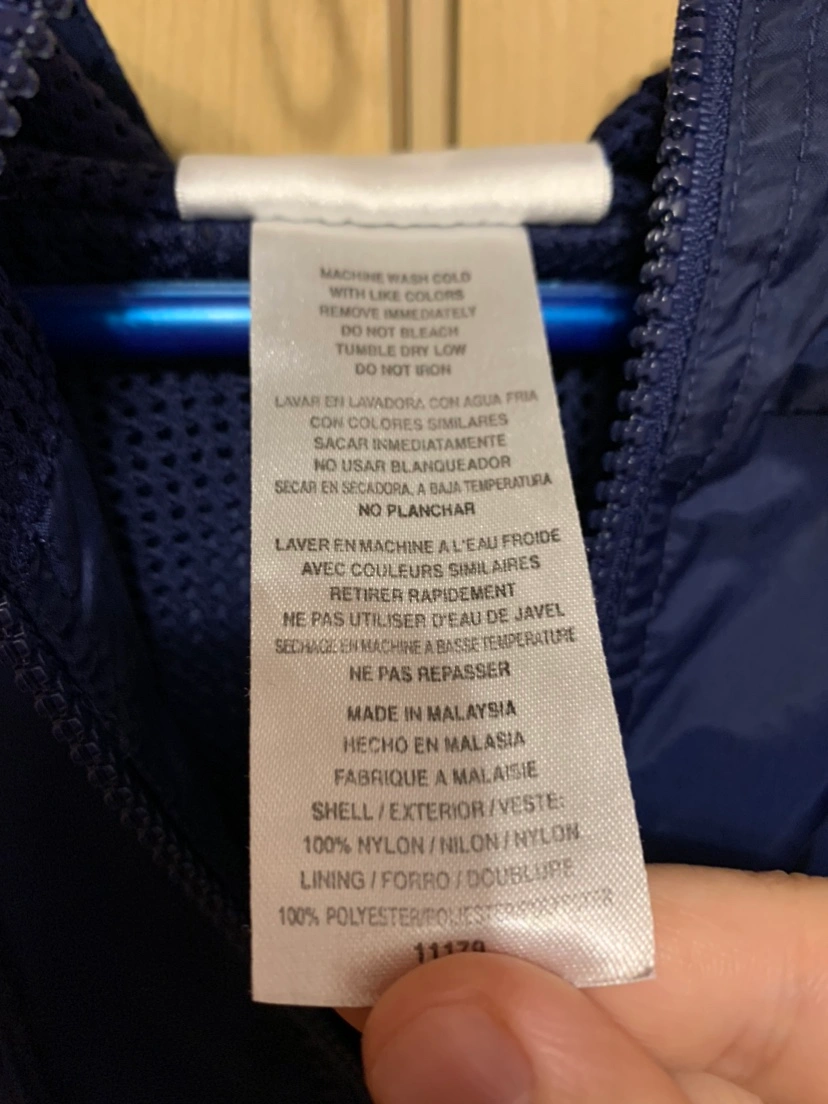 MACHINE WASH COLD
WITH LIKE COLORS
REMOVE IMMEDIATELY
DO NOT BLEACH
TUMBLE DRY LOW
DO NOT IRON
LAVAR EN LAVADORA CON AGUA FRIA
CON COLORES SIMILARES
SACAR INMEDIATAMENTE
NO USAR BLANQUEADOR
SECAR EN SECADORA, A BAJA TEMPERATURA
NO PLANCHAR
LAVER EN MACHINE A L'EAU FROIDE
AVEC COULEURS SIMILAIRES
RETIRER RAPIDEMENT
NE PAS UTILISER D'EAU DE JAVEL
SECHAGE EN MACHINE A BASSE TEMPERATURE
NE PAS REPASSER
MADE IN MALAYSIA
HECHO EN MALASIA
FABRIQUE A MALAISIE
SHELL / EXTERIOR / VESTE:
100% NYLON / NILON / NYLON
LINING / FORRO / DOUBLURE
100% POLYESTER/POLIESTER/POLYESTER
11179